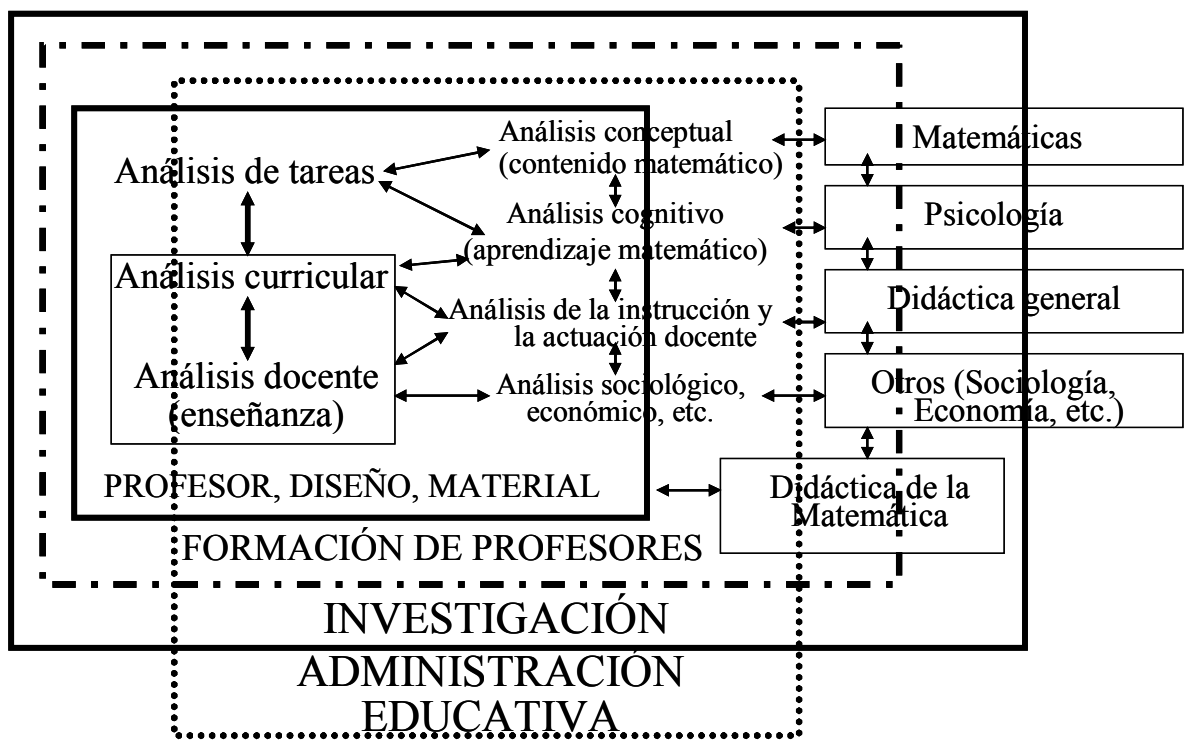 Análisis de tareas
Análisis curricular
Análisis docente
(enseñanza)
Análisis conceptual
(contenido matemático)
Análisis cognitivo
(aprendizaje matemático)
Análisis de la instrucción y
la actuación docente
Análisis sociológico,
económico, etc.
Matemáticas
Psicología
Didáctica general
Otros (Sociología,
Economía, etc.)
Didáctica de la
Matemática
PROFESOR, DISEÑO, MATERIAL
FORMACIÓN DE PROFESORES
INVESTIGACIÓN
ADMINISTRACIÓN
EDUCATIVA